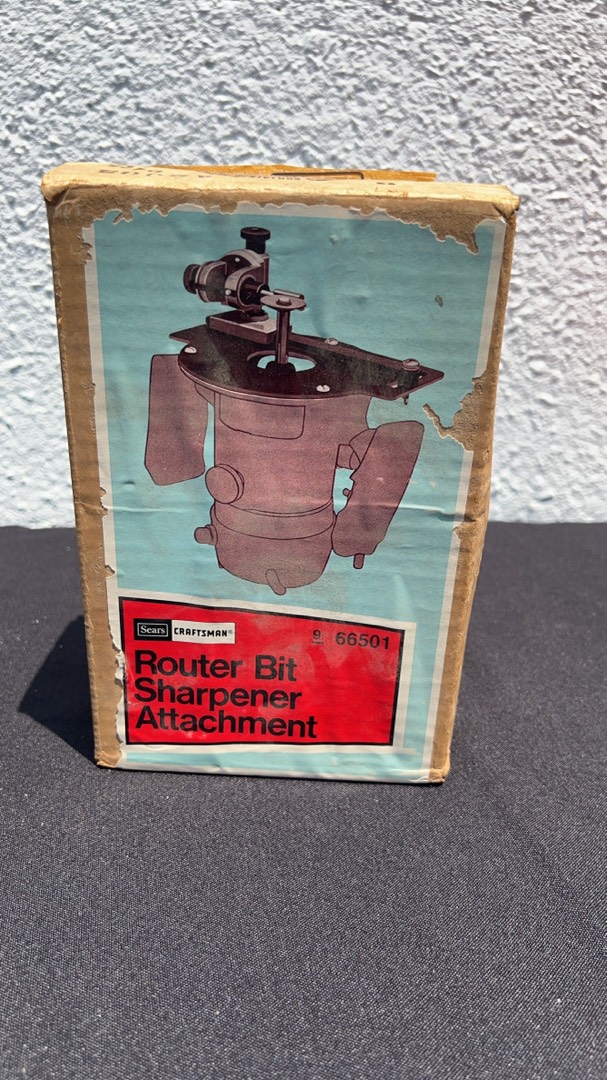 Sears CRAFTSMAN® 9 66501
Router Bit
Sharpener
Attachment